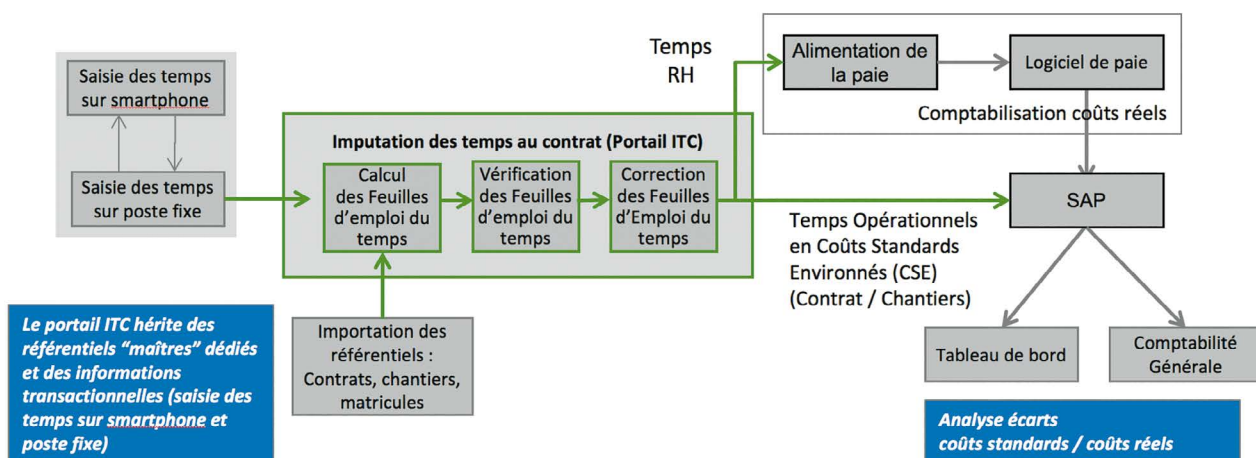 Saisie des temps
sur smartphone
Saisie des temps
sur poste fixe
Temps
RH
Alimentation de
la paie
Logiciel de paie
Comptabilisation coûts réels
Imputation des temps au contrat (Portail ITC)
Calcul
des Feuilles
d’emploi du
temps
Vérification
des Feuilles
d’emploi du
temps
Correction
des Feuilles
d’Emploi du
temps
SAP
Temps Opérationnels
en Coûts Standards
Environnés (CSE)
(Contrat / Chantiers)
Importation des
référentiels :
Contrats, chantiers,
matricules
Tableau de bord
Comptabilité
Générale
Le portail ITC hérite des
référentiels “maîtres” dédiés
et des informations
transactionnelles (saisie des
temps sur smartphone et
poste fixe)
Analyse écarts
coûts standards / coûts réels